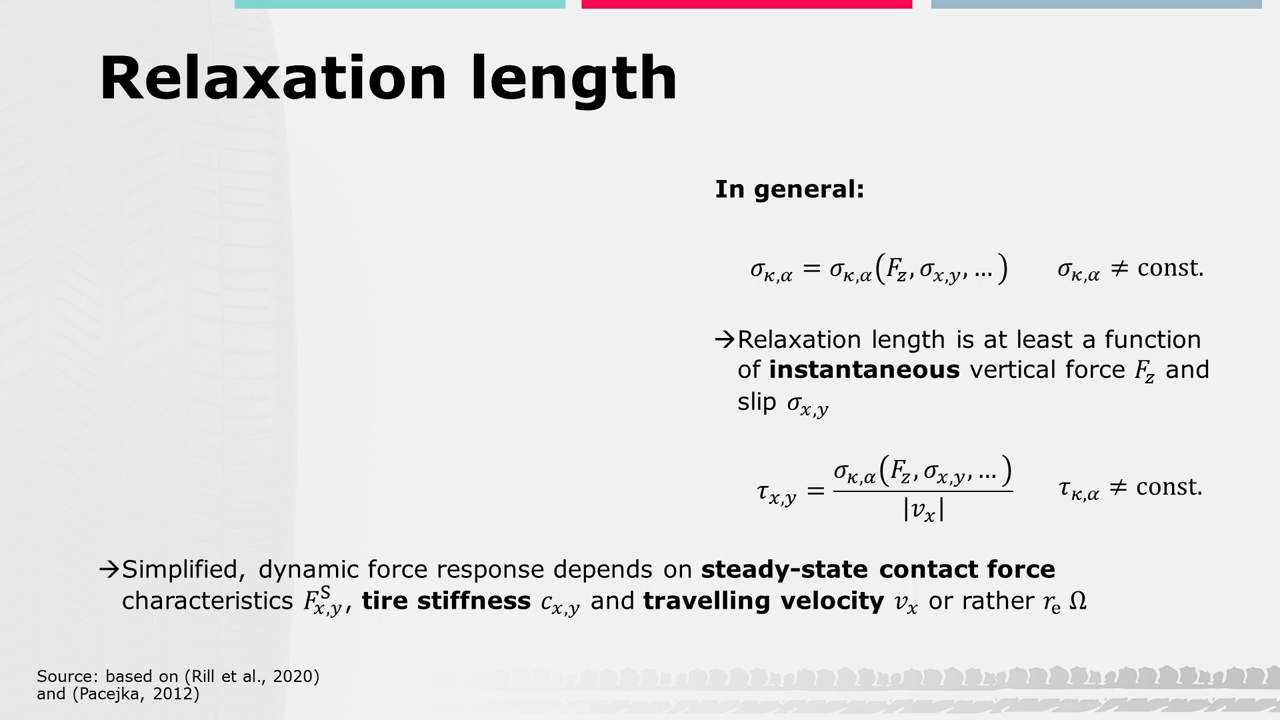 Relaxation length
In general:
σκ,α = σκ,α(Fz, σx,y, … )    σκ,α ≠ const.
→Relaxation length is at least a function
of instantaneous vertical force Fz and
slip σx,y
τx,y = σκ,α(Fz, σx,y, … ) / |vx|    τκ,α ≠ const.
→Simplified, dynamic force response depends on steady-state contact force
characteristics F^S_x,y, tire stiffness cx,y and travelling velocity vx or rather re Ω
Source: based on (Rill et al., 2020)
and (Pacejka, 2012)